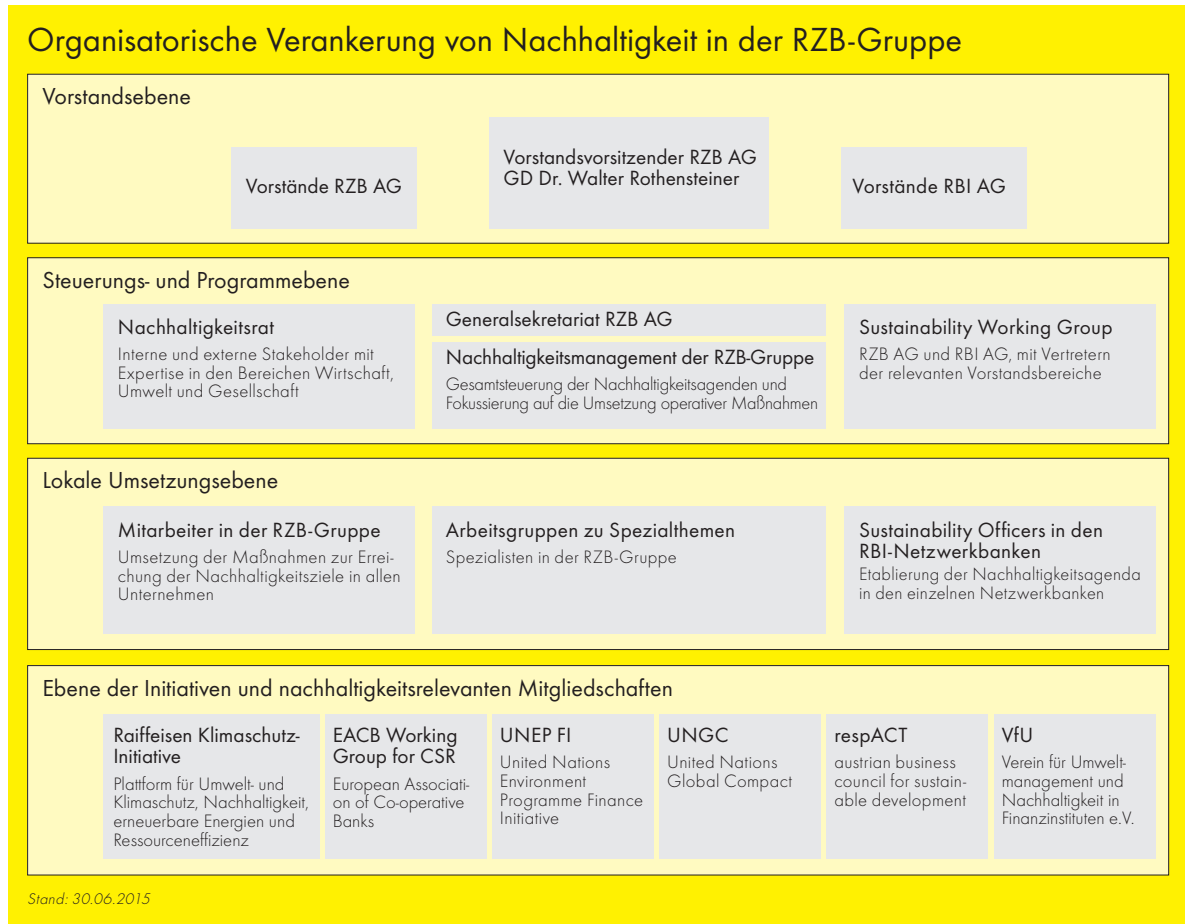 Organisatorische Verankerung von Nachhaltigkeit in der RZB-Gruppe
Vorstandsebene
Vorstände RZB AG
Vorstandsvorsitzender RZB AG
GD Dr. Walter Rothensteiner
Vorstände RBI AG
Steuerungs- und Programmebene
Nachhaltigkeitsrat
Interne und externe Stakeholder mit
Expertise in den Bereichen Wirtschaft,
Umwelt und Gesellschaft
Generalsekretariat RZB AG
Nachhaltigkeitsmanagement der RZB-Gruppe
Gesamtsteuerung der Nachhaltigkeitsagenden und
Fokussierung auf die Umsetzung operativer Maßnahmen
Sustainability Working Group
RZB AG und RBI AG, mit Vertretern
der relevanten Vorstandsbereiche
Lokale Umsetzungsebene
Mitarbeiter in der RZB-Gruppe
Umsetzung der Maßnahmen zur Errei-
chung der Nachhaltigkeitsziele in allen
Unternehmen
Arbeitsgruppen zu Spezialthemen
Spezialisten in der RZB-Gruppe
Sustainability Officers in den
RBI-Netzwerkbanken
Etablierung der Nachhaltigkeitsagenda
in den einzelnen Netzwerkbanken
Ebene der Initiativen und nachhaltigkeitsrelevanten Mitgliedschaften
Raiffeisen Klimaschutz-
Initiative
Plattform für Umwelt- und
Klimaschutz, Nachhaltigkeit,
erneuerbare Energien und
Ressourceneffizienz
EACB Working
Group for CSR
European Associati-
on of Co-operative
Banks
UNEP FI
United Nations
Environment
Programme Finance
Initiative
UNGC
United Nations
Global Compact
respACT
austrian business
council for sustain-
able development
VfU
Verein für Umwelt-
management und
Nachhaltigkeit in
Finanzinstituten e.V.
Stand: 30.06.2015